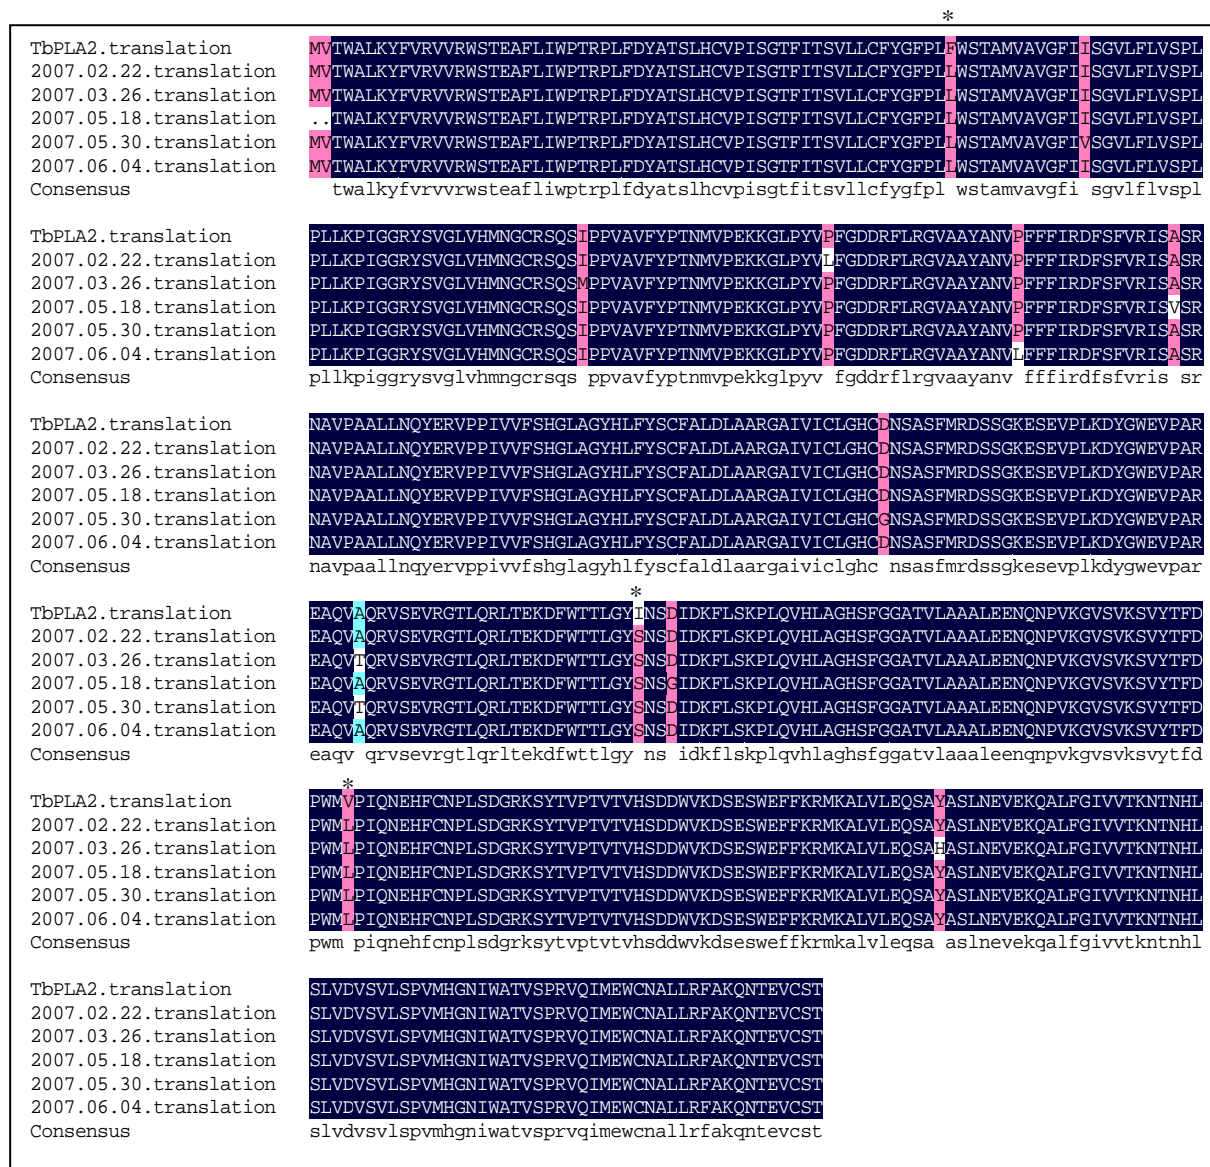 *
TbPLA2.translation MVTWALKYFVRVVRWSTEAFLIWPTRPLFDYATSLHCVPISGTFITSVLLCFYGFPLFWSTAMVAVGFIISGVLFLVSPL
2007.02.22.translation MVTWALKYFVRVVRWSTEAFLIWPTRPLFDYATSLHCVPISGTFITSVLLCFYGFPLLWSTAMVAVGFIISGVLFLVSPL
2007.03.26.translation MVTWALKYFVRVVRWSTEAFLIWPTRPLFDYATSLHCVPISGTFITSVLLCFYGFPLLWSTAMVAVGFIISGVLFLVSPL
2007.05.18.translation ..TWALKYFVRVVRWSTEAFLIWPTRPLFDYATSLHCVPISGTFITSVLLCFYGFPLLWSTAMVAVGFIISGVLFLVSPL
2007.05.30.translation MVTWALKYFVRVVRWSTEAFLIWPTRPLFDYATSLHCVPISGTFITSVLLCFYGFPLLWSTAMVAVGFIVSGVLFLVSPL
2007.06.04.translation MVTWALKYFVRVVRWSTEAFLIWPTRPLFDYATSLHCVPISGTFITSVLLCFYGFPLLWSTAMVAVGFIISGVLFLVSPL
Consensus twalkyfvrvvrwsteafliwptrplfdyatslhcvpisgtfitsvllcfygfpl wstamvavgfi sgvlflvspl
TbPLA2.translation PLLKPIGGRYSVGLVHMNGCRSQSIPPVAVFYPTNMVPEKKGLPYVPFGDDRFLRGVAAYANVPFFFIRDFSFVRISASR
2007.02.22.translation PLLKPIGGRYSVGLVHMNGCRSQSIPPVAVFYPTNMVPEKKGLPYVLFGDDRFLRGVAAYANVPFFFIRDFSFVRISASR
2007.03.26.translation PLLKPIGGRYSVGLVHMNGCRSQSMPPVAVFYPTNMVPEKKGLPYVPFGDDRFLRGVAAYANVPFFFIRDFSFVRISASR
2007.05.18.translation PLLKPIGGRYSVGLVHMNGCRSQSIPPVAVFYPTNMVPEKKGLPYVPFGDDRFLRGVAAYANVPFFFIRDFSFVRISVSR
2007.05.30.translation PLLKPIGGRYSVGLVHMNGCRSQSIPPVAVFYPTNMVPEKKGLPYVPFGDDRFLRGVAAYANVPFFFIRDFSFVRISASR
2007.06.04.translation PLLKPIGGRYSVGLVHMNGCRSQSIPPVAVFYPTNMVPEKKGLPYVPFGDDRFLRGVAAYANVLFFFIRDFSFVRISASR
Consensus pllkpiggrysvglvhmngcrsqs ppvavfyptnmvpekkglpyv fgddrflrgvaayanv fffirdfsfvris sr
TbPLA2.translation NAVPAALLNQYERVPPIVVFSHGLAGYHLFYSCFALDLAARGAIVICLGHCDNSASFMRDSSGKESEVPLKDYGWEVPAR
2007.02.22.translation NAVPAALLNQYERVPPIVVFSHGLAGYHLFYSCFALDLAARGAIVICLGHCDNSASFMRDSSGKESEVPLKDYGWEVPAR
2007.03.26.translation NAVPAALLNQYERVPPIVVFSHGLAGYHLFYSCFALDLAARGAIVICLGHCDNSASFMRDSSGKESEVPLKDYGWEVPAR
2007.05.18.translation NAVPAALLNQYERVPPIVVFSHGLAGYHLFYSCFALDLAARGAIVICLGHCDNSASFMRDSSGKESEVPLKDYGWEVPAR
2007.05.30.translation NAVPAALLNQYERVPPIVVFSHGLAGYHLFYSCFALDLAARGAIVICLGHCGNSASFMRDSSGKESEVPLKDYGWEVPAR
2007.06.04.translation NAVPAALLNQYERVPPIVVFSHGLAGYHLFYSCFALDLAARGAIVICLGHCDNSASFMRDSSGKESEVPLKDYGWEVPAR
Consensus navpaallnqyervppivvfshglagyhlfyscfaldlaargaiviclghc nsasfmrdssgkesevplkdygwevpar
*
TbPLA2.translation EAQVAQRVSEVRGTLQRLTEKDFWTTLGYINSDIDKFLSKPLQVHLAGHSFGGATVLAAALEENQNPVKGVSVKSVYTFD
2007.02.22.translation EAQVAQRVSEVRGTLQRLTEKDFWTTLGYSNSDIDKFLSKPLQVHLAGHSFGGATVLAAALEENQNPVKGVSVKSVYTFD
2007.03.26.translation EAQVTQRVSEVRGTLQRLTEKDFWTTLGYSNSDIDKFLSKPLQVHLAGHSFGGATVLAAALEENQNPVKGVSVKSVYTFD
2007.05.18.translation EAQVAQRVSEVRGTLQRLTEKDFWTTLGYSNSGIDKFLSKPLQVHLAGHSFGGATVLAAALEENQNPVKGVSVKSVYTFD
2007.05.30.translation EAQVTQRVSEVRGTLQRLTEKDFWTTLGYSNSDIDKFLSKPLQVHLAGHSFGGATVLAAALEENQNPVKGVSVKSVYTFD
2007.06.04.translation EAQVAQRVSEVRGTLQRLTEKDFWTTLGYSNSDIDKFLSKPLQVHLAGHSFGGATVLAAALEENQNPVKGVSVKSVYTFD
Consensus eaqv qrvsevrgtlqrltekdfwttlgy ns idkflskplqvhlaghsfggatvlaaaleenqnpvkgvsvksvytfd
*
TbPLA2.translation PWMVPIQNEHFCNPLSDGRKSYTVPTVTVHSDDWVKDSESWEFFKRMKALVLEQSAYASLNEVEKQALFGIVVTKNTNHL
2007.02.22.translation PWMLPIQNEHFCNPLSDGRKSYTVPTVTVHSDDWVKDSESWEFFKRMKALVLEQSAYASLNEVEKQALFGIVVTKNTNHL
2007.03.26.translation PWMLPIQNEHFCNPLSDGRKSYTVPTVTVHSDDWVKDSESWEFFKRMKALVLEQSAHASLNEVEKQALFGIVVTKNTNHL
2007.05.18.translation PWMLPIQNEHFCNPLSDGRKSYTVPTVTVHSDDWVKDSESWEFFKRMKALVLEQSAYASLNEVEKQALFGIVVTKNTNHL
2007.05.30.translation PWMLPIQNEHFCNPLSDGRKSYTVPTVTVHSDDWVKDSESWEFFKRMKALVLEQSAYASLNEVEKQALFGIVVTKNTNHL
2007.06.04.translation PWMLPIQNEHFCNPLSDGRKSYTVPTVTVHSDDWVKDSESWEFFKRMKALVLEQSAYASLNEVEKQALFGIVVTKNTNHL
Consensus pwm piqnehfcnplsdgrksytvptvtvhsddwvkdsesweffkrmkalvleqsa aslnevekqalfgivvtkntnhl
TbPLA2.translation SLVDVSVLSPVMHGNIWATVSPRVQIMEWCNALLRFAKQNTEVCST
2007.02.22.translation SLVDVSVLSPVMHGNIWATVSPRVQIMEWCNALLRFAKQNTEVCST
2007.03.26.translation SLVDVSVLSPVMHGNIWATVSPRVQIMEWCNALLRFAKQNTEVCST
2007.05.18.translation SLVDVSVLSPVMHGNIWATVSPRVQIMEWCNALLRFAKQNTEVCST
2007.05.30.translation SLVDVSVLSPVMHGNIWATVSPRVQIMEWCNALLRFAKQNTEVCST
2007.06.04.translation SLVDVSVLSPVMHGNIWATVSPRVQIMEWCNALLRFAKQNTEVCST
Consensus slvdvsvlspvmhgniwatvsprvqimewcnallrfakqntevcst